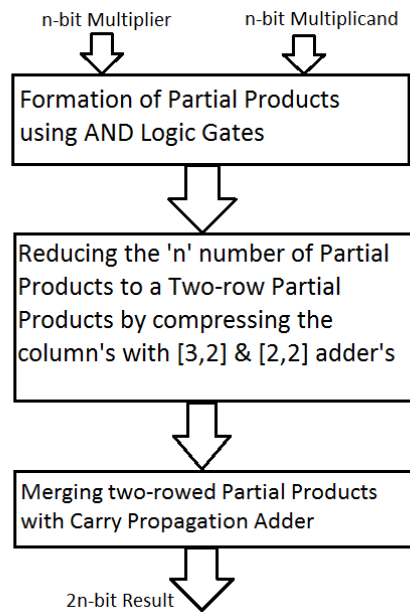 n-bit Multiplier
n-bit Multiplicand
Formation of Partial Products
using AND Logic Gates
Reducing the 'n' number of Partial
Products to a Two-row Partial
Products by compressing the
column's with [3,2] & [2,2] adder's
Merging two-rowed Partial Products
with Carry Propagation Adder
2n-bit Result